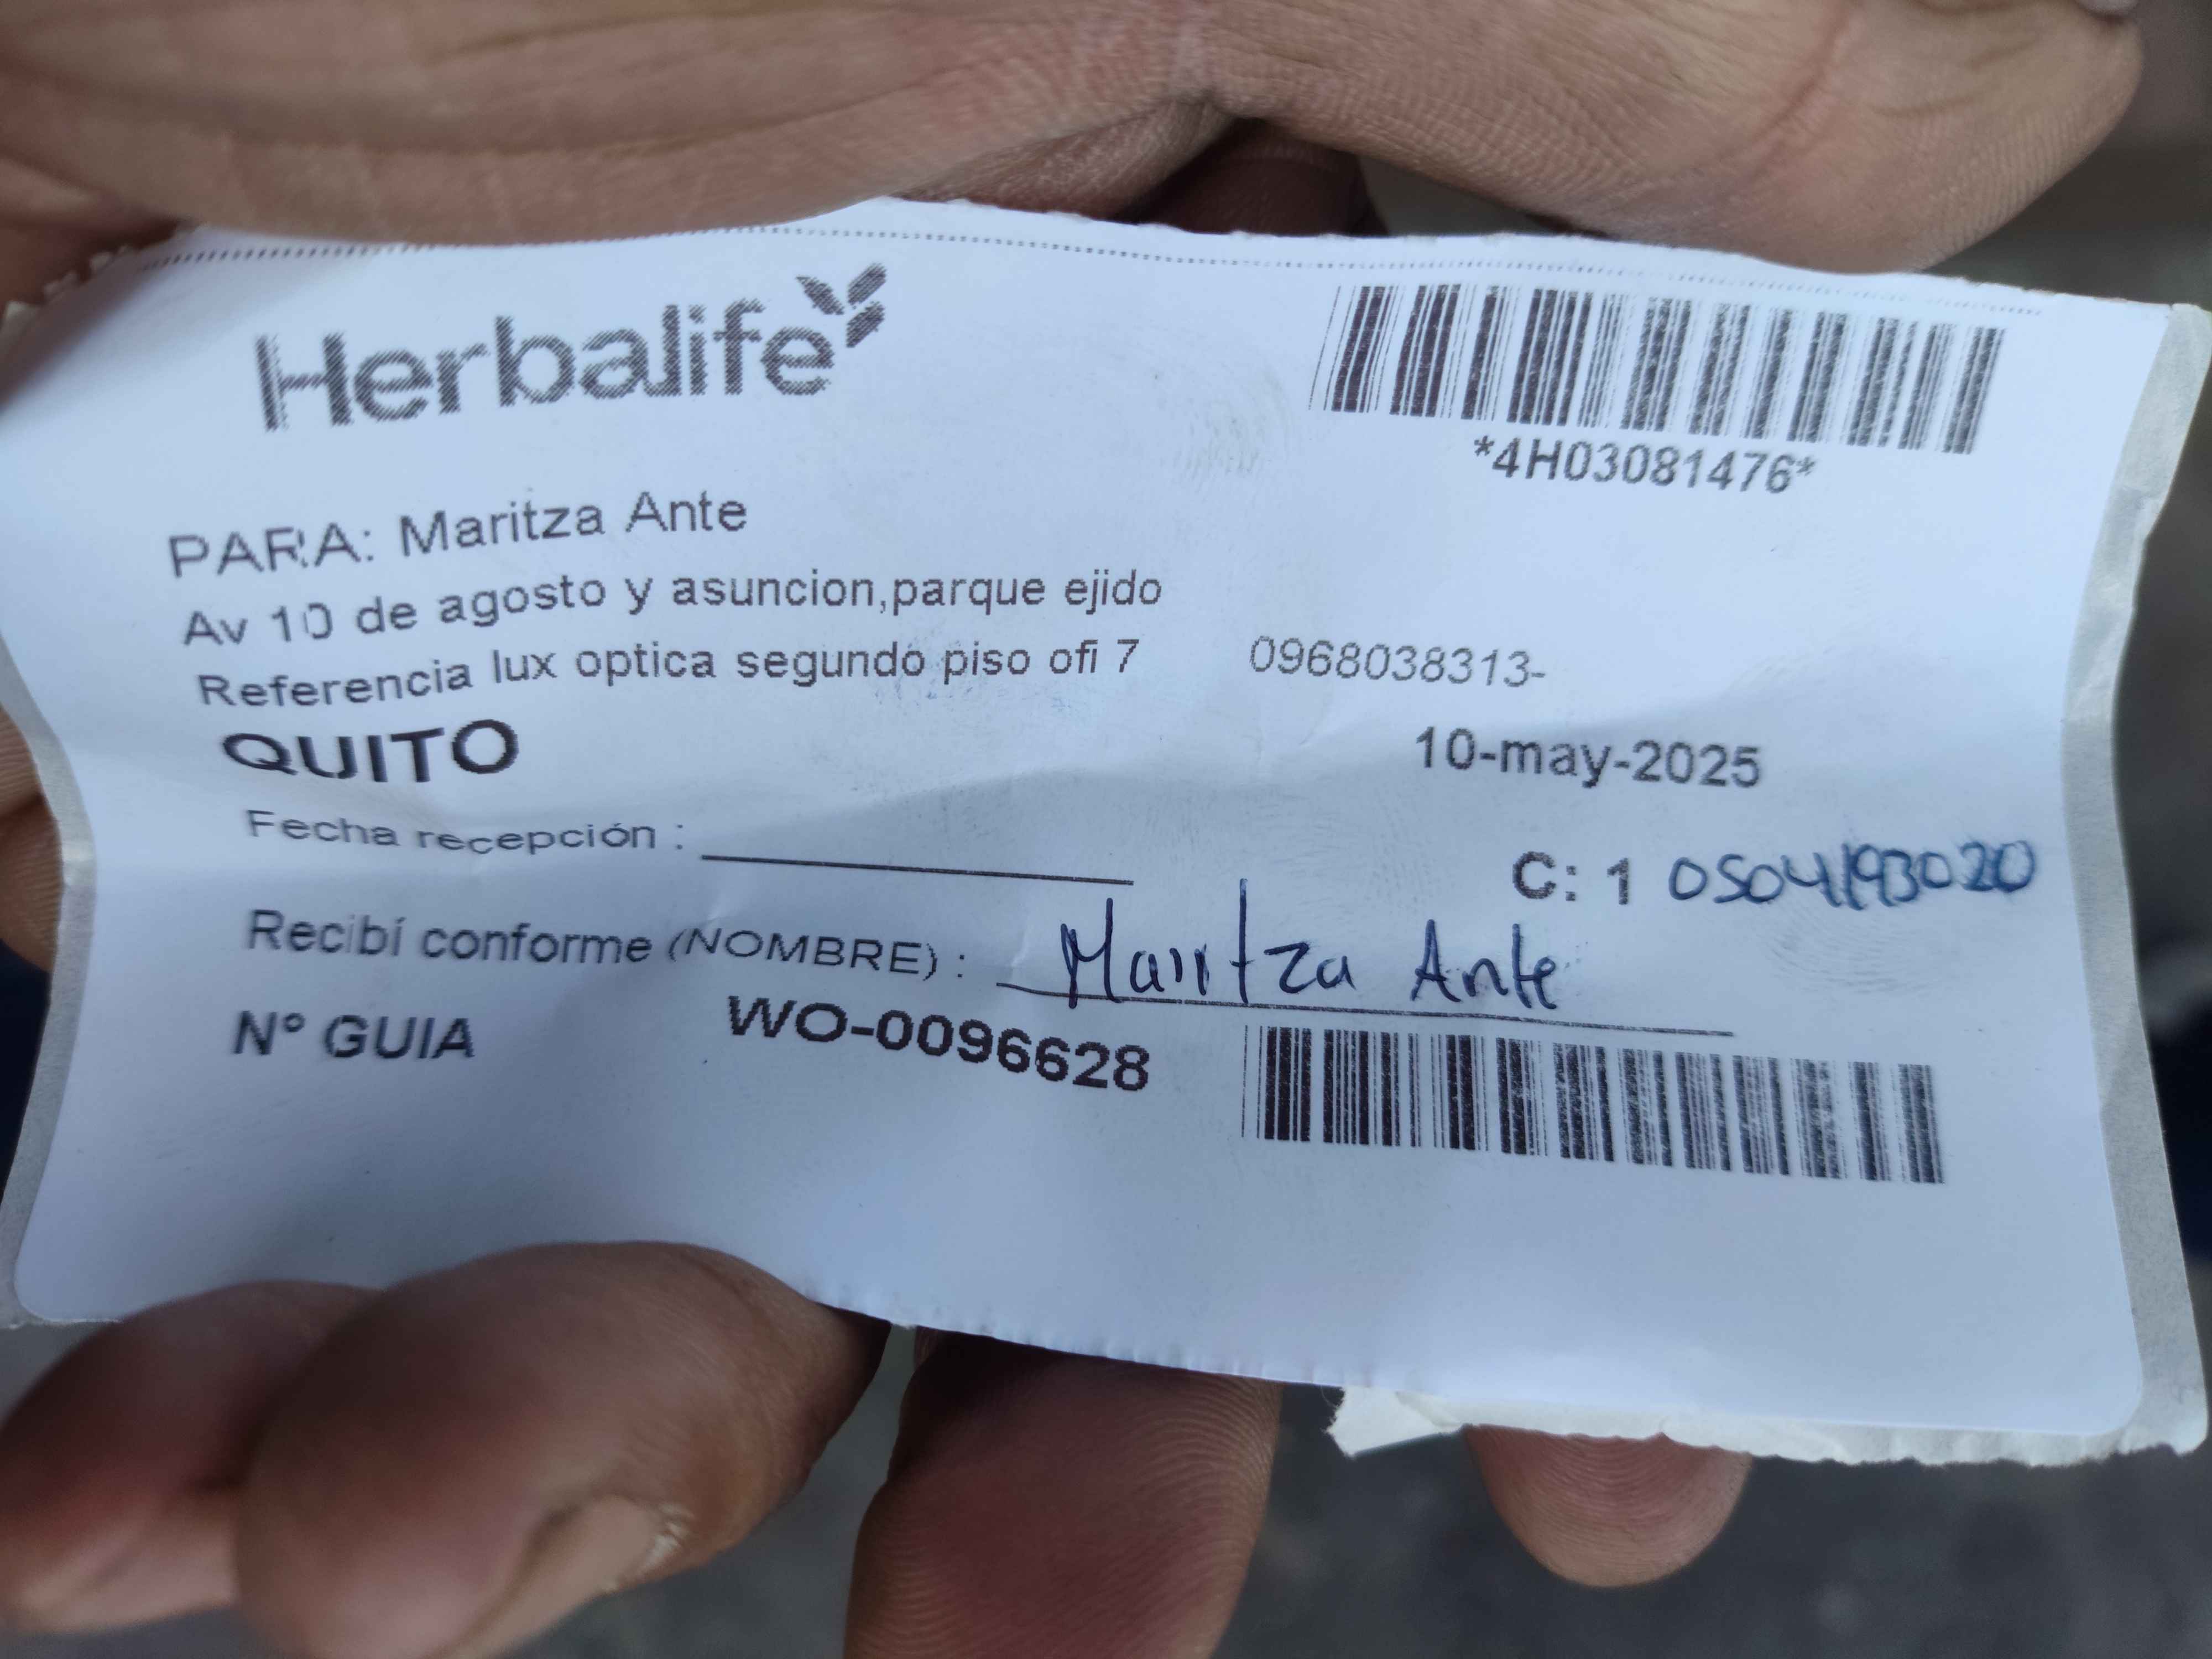 Herbalife
*4H03081476*
PARA: Maritza Ante
Av 10 de agosto y asuncion,parque ejido
Referencia lux optica segundo piso ofi 7 0968038313-
QUITO 10-may-2025
Fecha recepción :
C: 1 0504193020
Recibí conforme (NOMBRE) : Maritza Ante
Nº GUIA WO-0096628